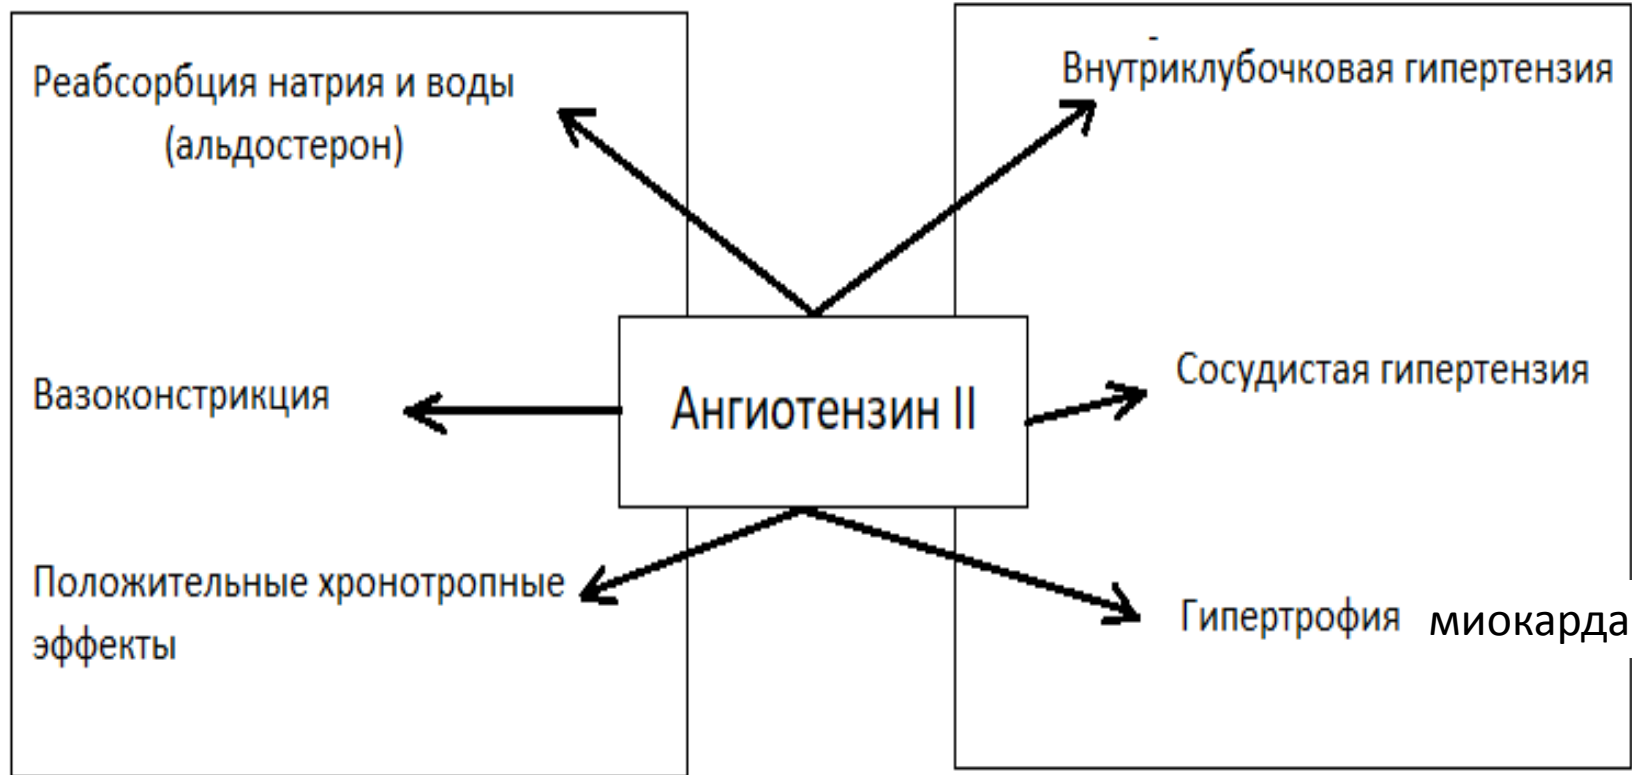 Реабсорбция натрия и воды
(альдостерон)
Вазоконстрикция
Положительные хронотропные
эффекты
Ангиотензин II
Внутриклубочковая гипертензия
Сосудистая гипертензия
Гипертрофия миокарда